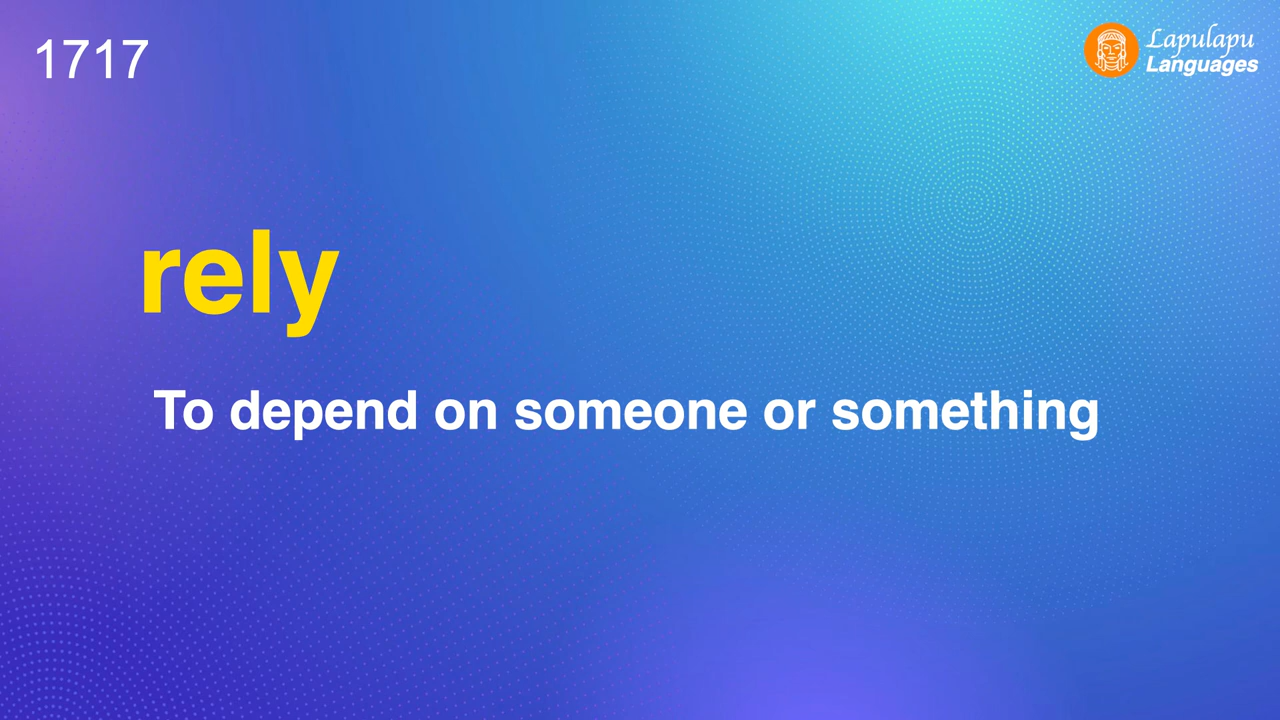 1717
Lapulapu
Languages
rely
To depend on someone or something